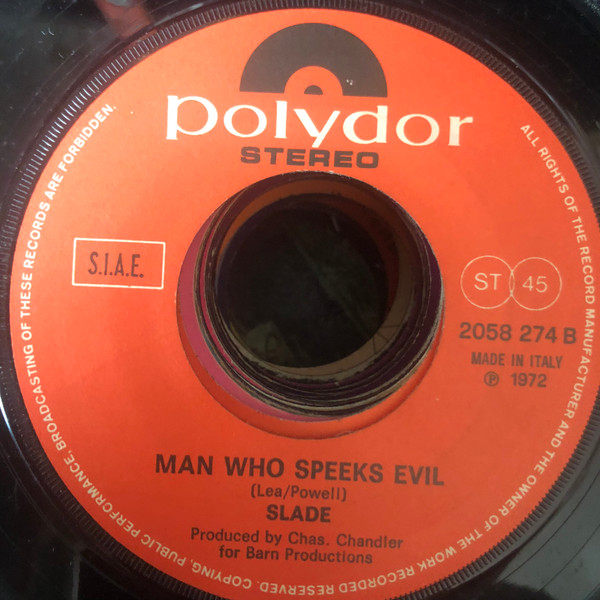 polydor
STEREO
S.I.A.E.
ST 45
2058 274 B
MADE IN ITALY
℗ 1972
MAN WHO SPEEKS EVIL
(Lea/Powell)
SLADE
Produced by Chas. Chandler
for Barn Productions
ALL RIGHTS OF THE RECORD MANUFACTURER AND THE OWNER OF THE WORK RECORDED RESERVED. COPYING, PUBLIC PERFORMANCE, BROADCASTING OF THESE RECORDS ARE FORBIDDEN.